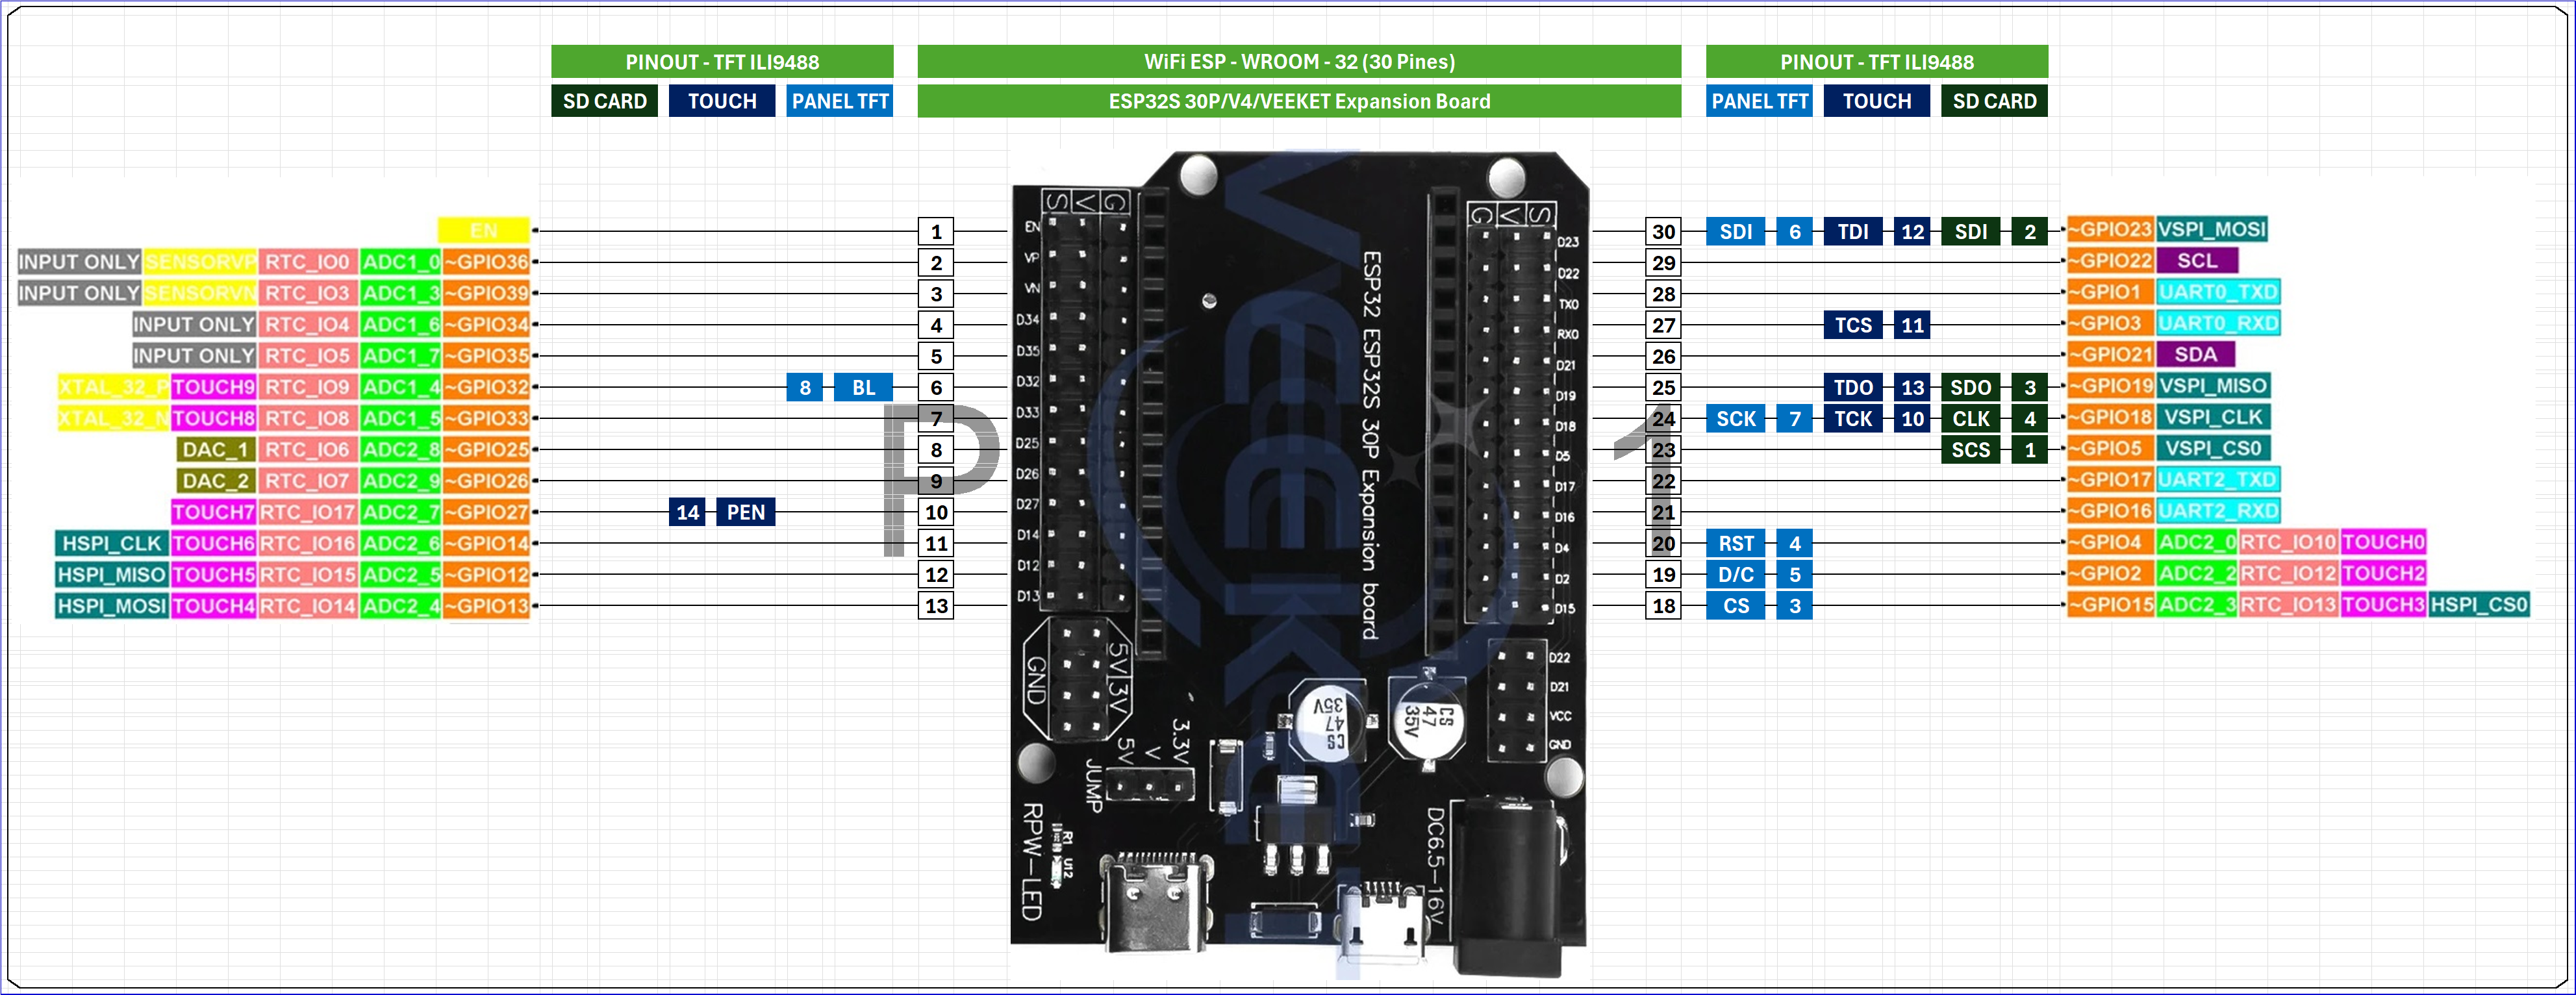 PINOUT - TFT ILI9488 WiFi ESP - WROOM - 32 (30 Pines) PINOUT - TFT ILI9488
SD CARD TOUCH PANEL TFT ESP32S 30P/V4/VEEKET Expansion Board PANEL TFT TOUCH SD CARD
EN 1 30 SDI 6 TDI 12 SDI 2 ~GPIO23 VSPI_MOSI
INPUT ONLY SENSORVP RTC_IO0 ADC1_0 ~GPIO36 2 29 ~GPIO22 SCL
INPUT ONLY SENSORVN RTC_IO3 ADC1_3 ~GPIO39 3 28 ~GPIO1 UART0_TXD
INPUT ONLY RTC_IO4 ADC1_6 ~GPIO34 4 27 TCS 11 ~GPIO3 UART0_RXD
INPUT ONLY RTC_IO5 ADC1_7 ~GPIO35 5 26 ~GPIO21 SDA
XTAL_32_P TOUCH9 RTC_IO9 ADC1_4 ~GPIO32 8 BL 6 25 TDO 13 SDO 3 ~GPIO19 VSPI_MISO
XTAL_32_N TOUCH8 RTC_IO8 ADC1_5 ~GPIO33 7 24 SCK 7 TCK 10 CLK 4 ~GPIO18 VSPI_CLK
DAC_1 RTC_IO6 ADC2_8 ~GPIO25 8 23 SCS 1 ~GPIO5 VSPI_CS0
DAC_2 RTC_IO7 ADC2_9 ~GPIO26 9 22 ~GPIO17 UART2_TXD
TOUCH7 RTC_IO17 ADC2_7 ~GPIO27 14 PEN 10 21 ~GPIO16 UART2_RXD
HSPI_CLK TOUCH6 RTC_IO16 ADC2_6 ~GPIO14 11 20 RST 4 ~GPIO4 ADC2_0 RTC_IO10 TOUCH0
HSPI_MISO TOUCH5 RTC_IO15 ADC2_5 ~GPIO12 12 19 D/C 5 ~GPIO2 ADC2_2 RTC_IO12 TOUCH2
HSPI_MOSI TOUCH4 RTC_IO14 ADC2_4 ~GPIO13 13 18 CS 3 ~GPIO15 ADC2_3 RTC_IO13 TOUCH3 HSPI_CS0
S V G
G V S
EN
VP
VN
D34
D35
D32
D33
D25
D26
D27
D14
D12
D13
D23
D22
TX0
RX0
D21
D19
D18
D5
D17
D16
D4
D2
D15
ESP32 ESP32S 30P Expansion board
GND
5V|3V
D22
D21
VCC
GND
CS
47
35V
CS
47
35V
5V V 3.3V
JUMP
RPW-LED
R1 U12
DC6.5-16V
P 1